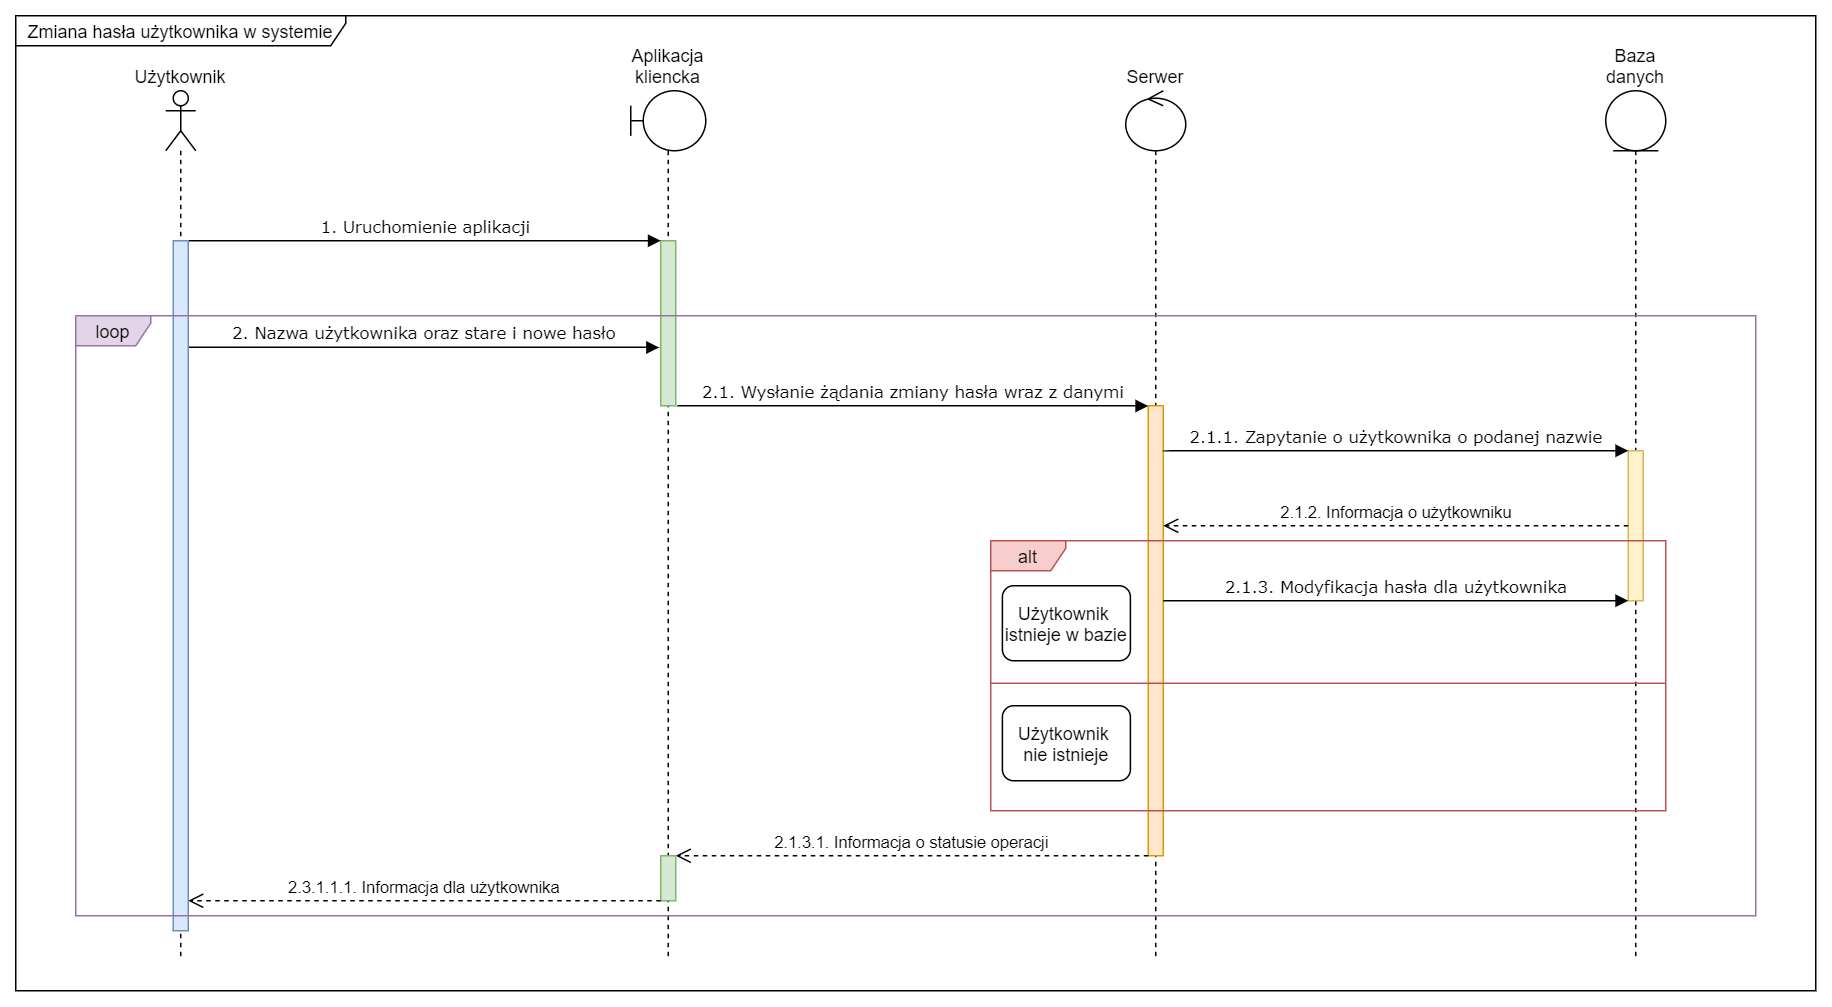 Zmiana hasła użytkownika w systemie
Użytkownik
Aplikacja
kliencka
Serwer
Baza
danych
1. Uruchomienie aplikacji
loop
2. Nazwa użytkownika oraz stare i nowe hasło
2.1. Wysłanie żądania zmiany hasła wraz z danymi
2.1.1. Zapytanie o użytkownika o podanej nazwie
2.1.2. Informacja o użytkowniku
alt
2.1.3. Modyfikacja hasła dla użytkownika
Użytkownik
istnieje w bazie
Użytkownik
nie istnieje
2.1.3.1. Informacja o statusie operacji
2.3.1.1.1. Informacja dla użytkownika